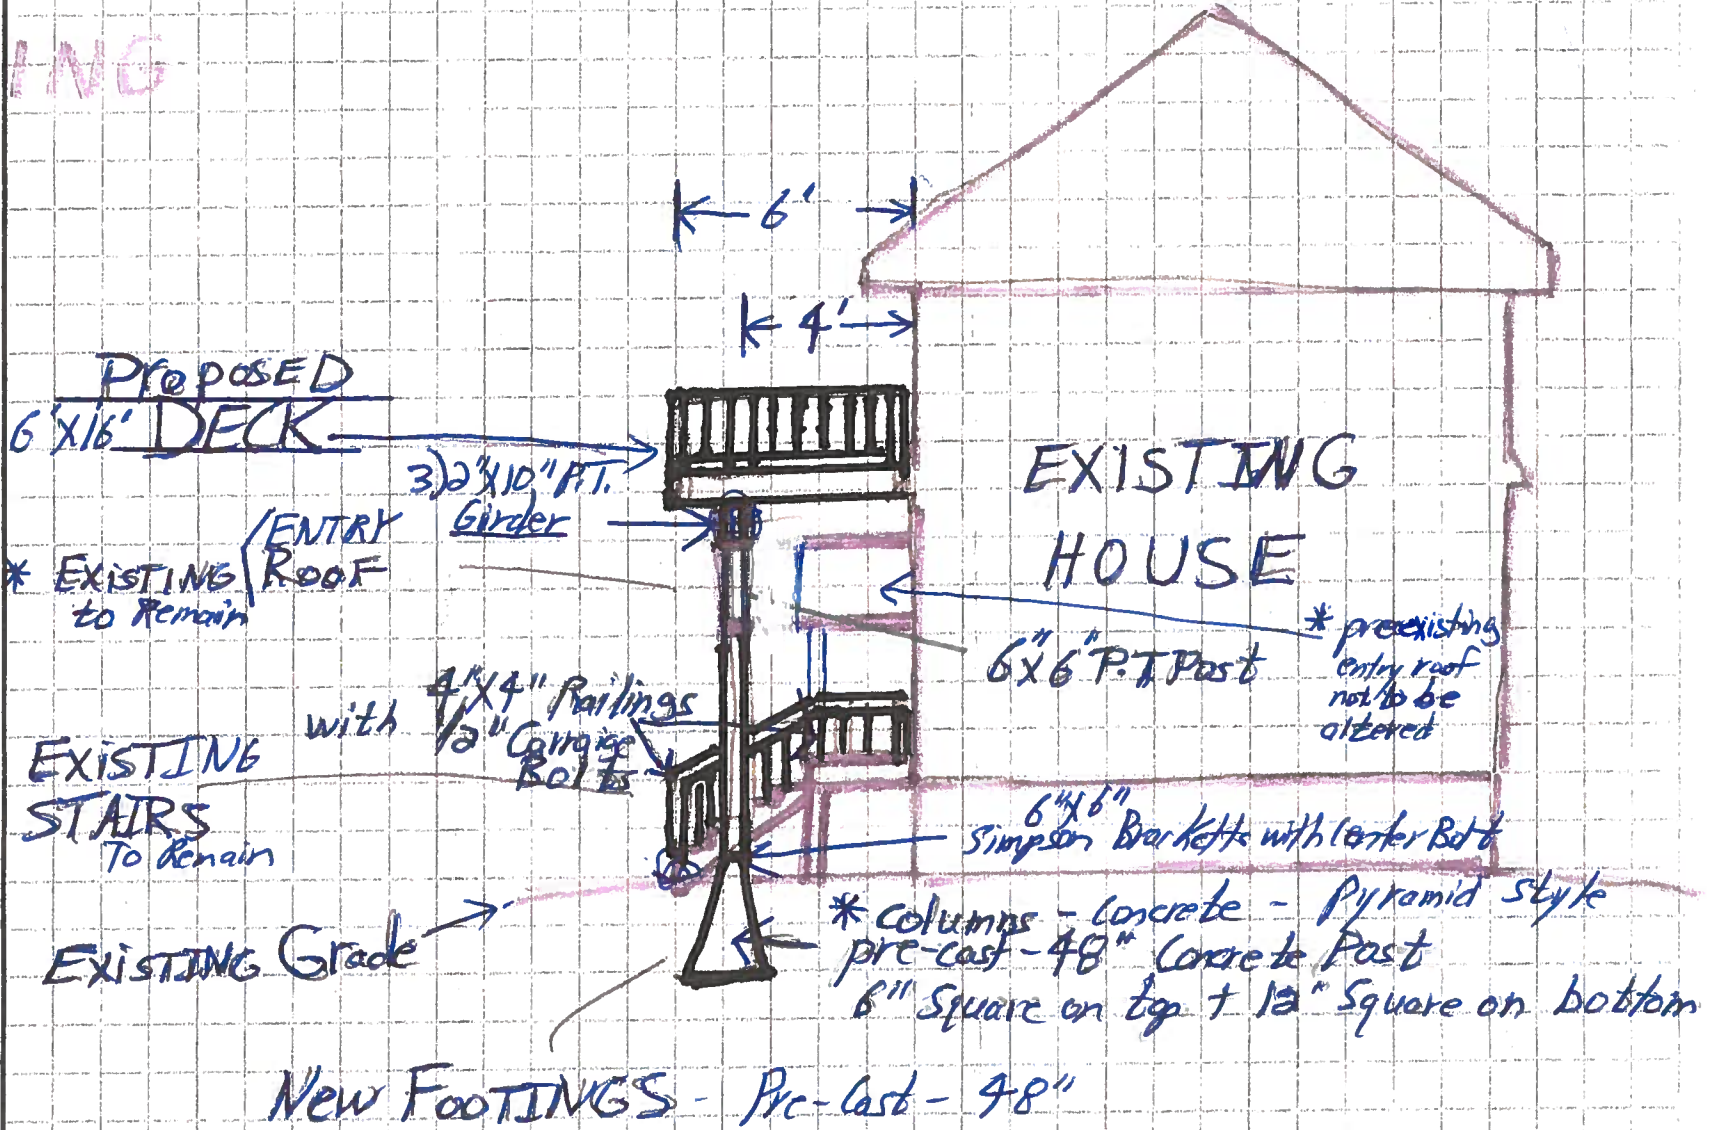 ING
6'
4'
Proposed
6'X16' DECK
3)2"X10" P.T.
Girder
EXISTING
HOUSE
* EXISTING ENTRY ROOF
to Remain
* preexisting
entry roof
not to be
altered
6"X6" P.T Post
4"X4" Railings
with 1/2" Carraige
Bolts
EXISTING
STAIRS
To Remain
6"X6"
Simpson Bracketts with Center Bolt
EXISTING Grade
* Columns - Concrete - Pyramid style
pre-cast - 48" Concrete Post
6" Square on top + 12" Square on bottom
New FOOTINGS - Pre-Cast - 48"